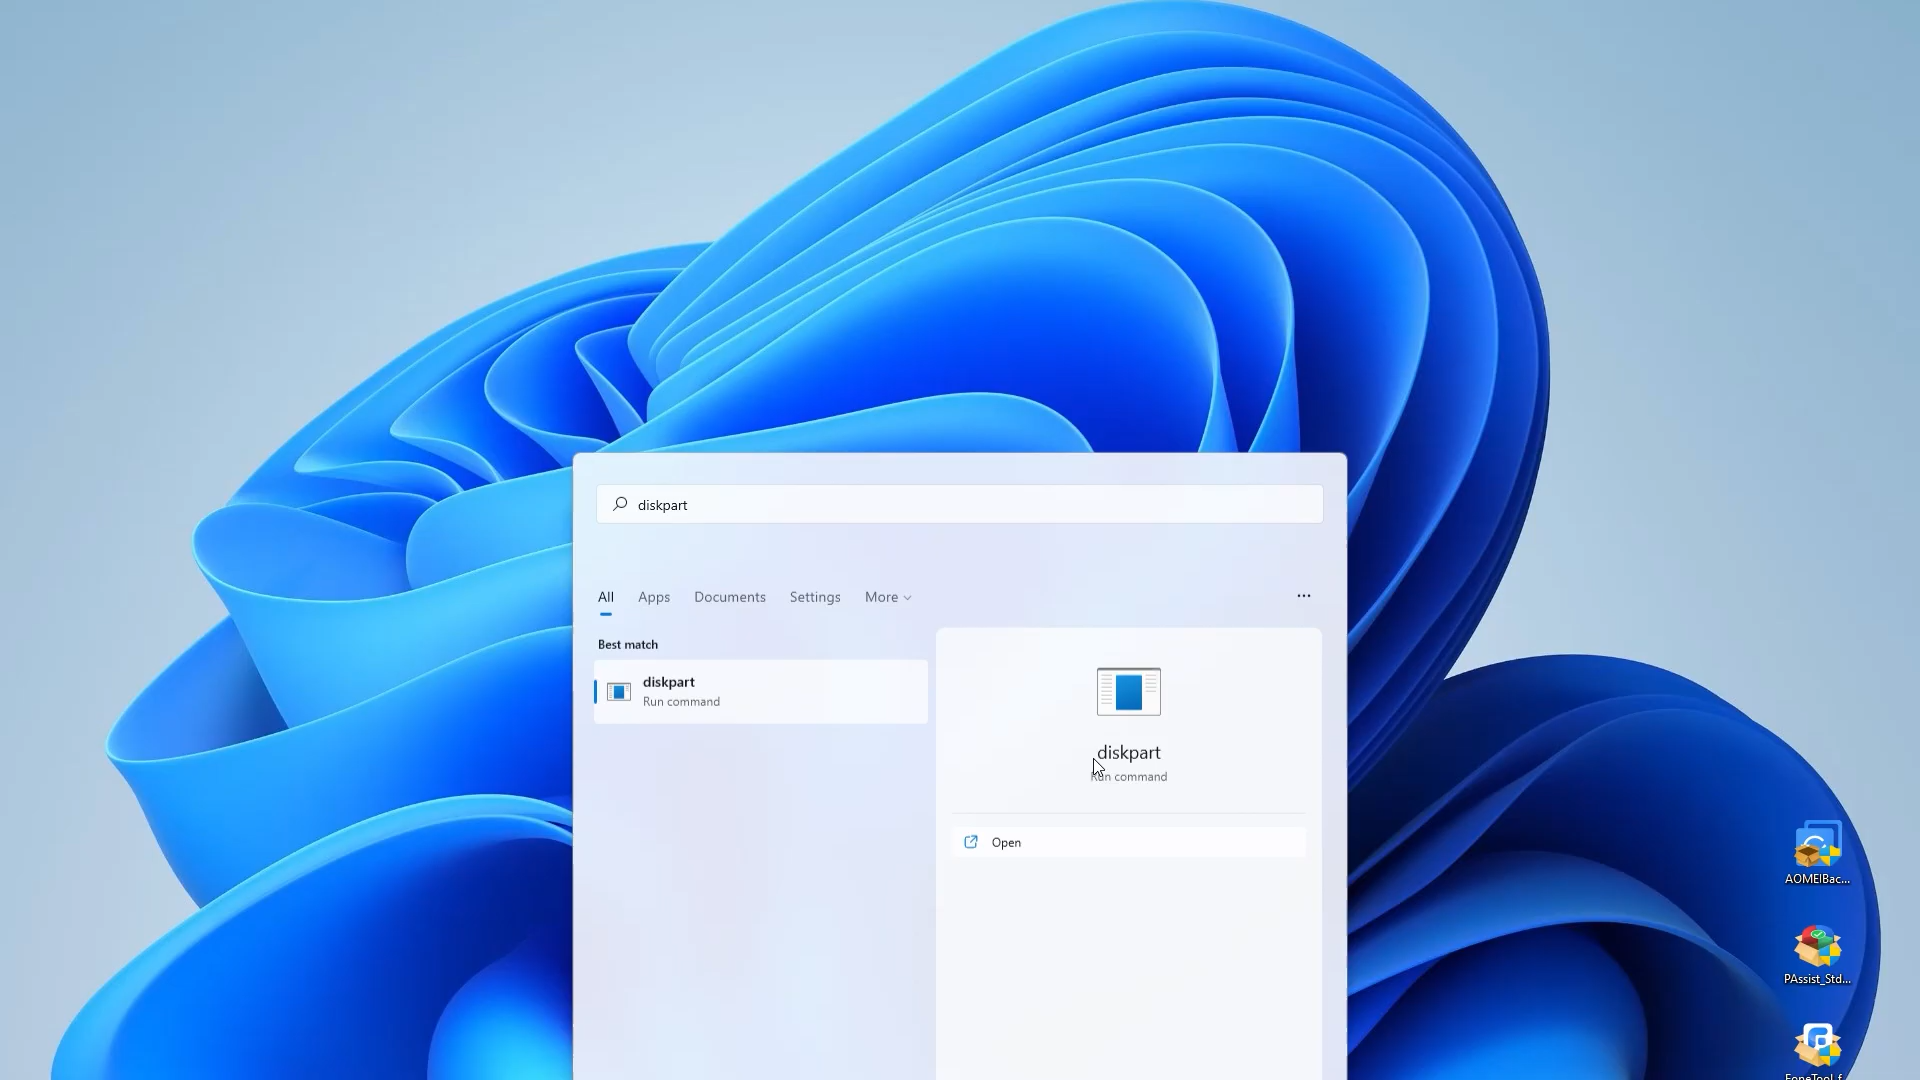 diskpart
All Apps Documents Settings More
Best match
diskpart
Run command
diskpart
Run command
Open
AOMEIBac...
PAssist_Std...
FoneTool_f...